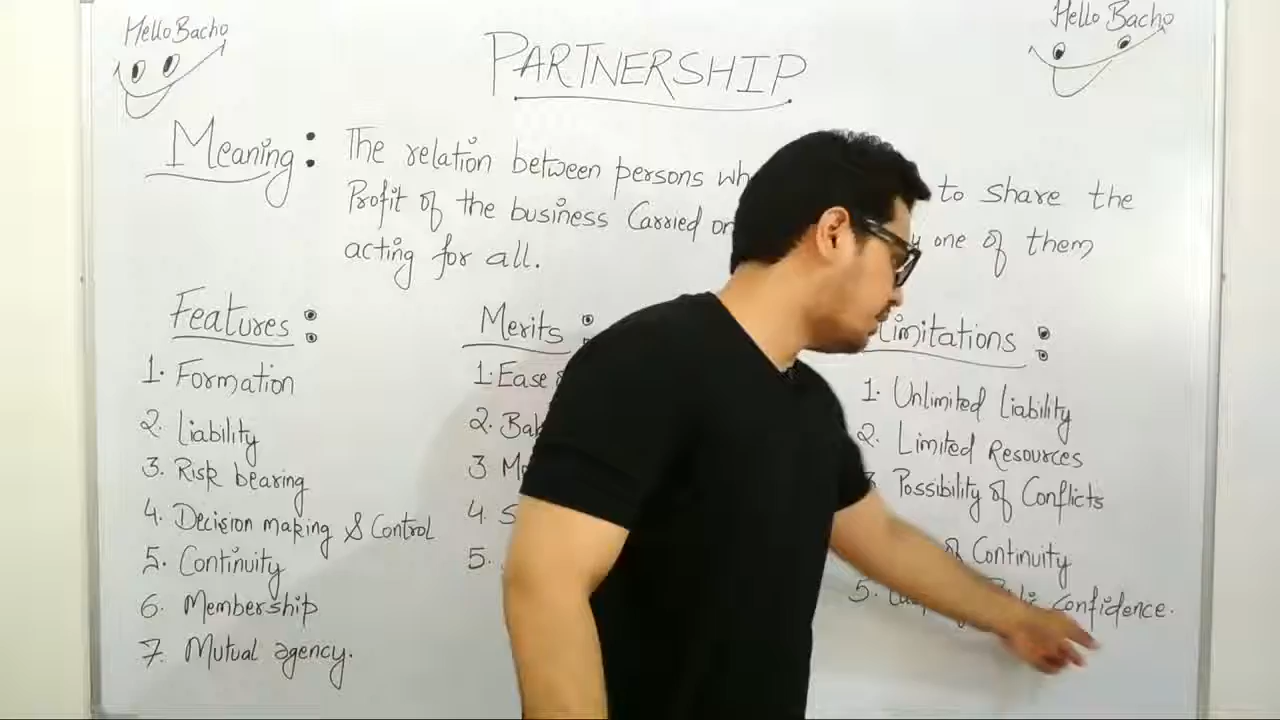 Hello Bacho
Hello Bacho
PARTNERSHIP
Meaning :
The relation between persons wh to share the
Profit of the business Carried on one of them
acting for all.
Features :
1. Formation
2. Liability
3. Risk bearing
4. Decision making & Control
5. Continuity
6. Membership
7. Mutual agency.
Merits :
1. Ease
2. Bal
3
4. S
5.
Limitations :
1. Unlimited Liability
2. Limited Resources
3 Possibility of Conflicts
of Continuity
5. Confidence.